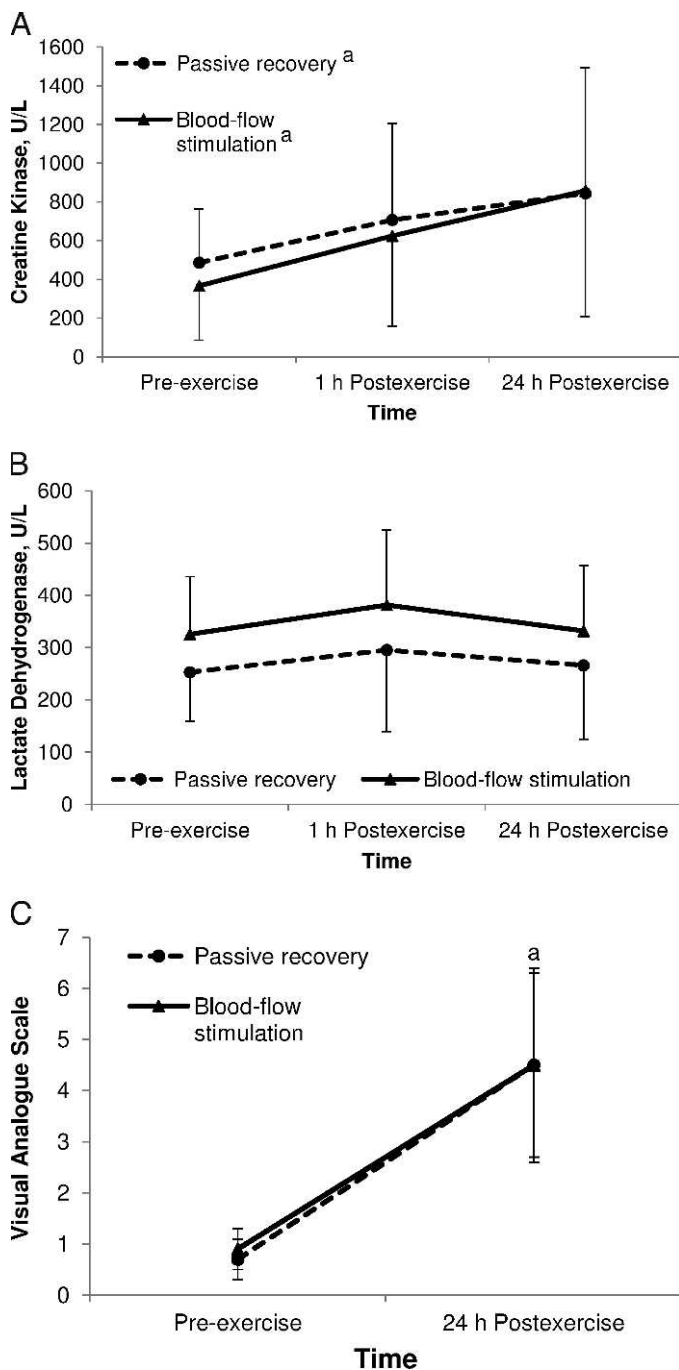 A
1600
1400
1200
1000
800
600
400
200
0
Creatine Kinase, U/L
Passive recovery a
Blood-flow
stimulation a
Pre-exercise 1 h Postexercise 24 h Postexercise
Time
B
600
500
400
300
200
100
0
Lactate Dehydrogenase, U/L
Passive recovery Blood-flow stimulation
Pre-exercise 1 h Postexercise 24 h Postexercise
Time
C
7
6
5
4
3
2
1
0
Visual Analogue Scale
Passive recovery
Blood-flow
stimulation
a
Pre-exercise 24 h Postexercise
Time